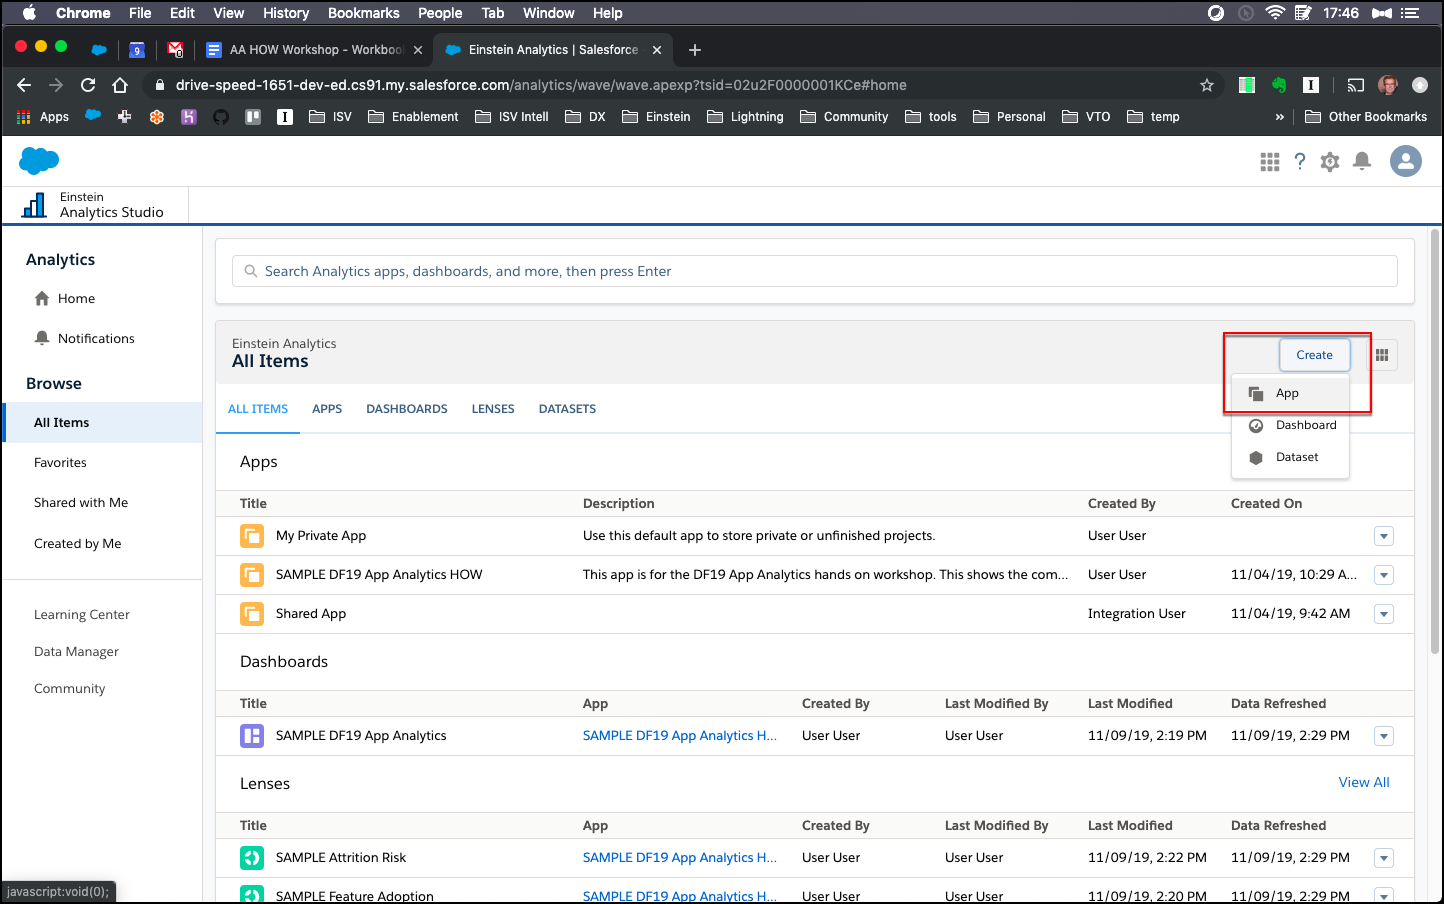 Chrome File Edit View History Bookmarks People Tab Window Help 17:46
9 0 AA HOW Workshop - Workbook Einstein Analytics | Salesforce
drive-speed-1651-dev-ed.cs91.my.salesforce.com/analytics/wave/wave.apexp?tsid=02u2F0000001KCe#home
Apps ISV Enablement ISV Intell DX Einstein Lightning Community tools Personal VTO temp » Other Bookmarks
Einstein
Analytics Studio
Analytics
Home
Notifications
Browse
All Items
Favorites
Shared with Me
Created by Me
Learning Center
Data Manager
Community
Search Analytics apps, dashboards, and more, then press Enter
Einstein Analytics
All Items
Create
App
Dashboard
Dataset
ALL ITEMS APPS DASHBOARDS LENSES DATASETS
Apps
Title Description Created By Created On
My Private App Use this default app to store private or unfinished projects. User User
SAMPLE DF19 App Analytics HOW This app is for the DF19 App Analytics hands on workshop. This shows the com... User User 11/04/19, 10:29 A...
Shared App Integration User 11/04/19, 9:42 AM
Dashboards
Title App Created By Last Modified By Last Modified Data Refreshed
SAMPLE DF19 App Analytics SAMPLE DF19 App Analytics H... User User User User 11/09/19, 2:19 PM 11/09/19, 2:29 PM
Lenses View All
Title App Created By Last Modified By Last Modified Data Refreshed
SAMPLE Attrition Risk SAMPLE DF19 App Analytics H... User User User User 11/09/19, 2:22 PM 11/09/19, 2:29 PM
SAMPLE Feature Adoption SAMPLE DF19 App Analytics H... User User User User 11/09/19, 2:20 PM 11/09/19, 2:29 PM
javascript:void(0);